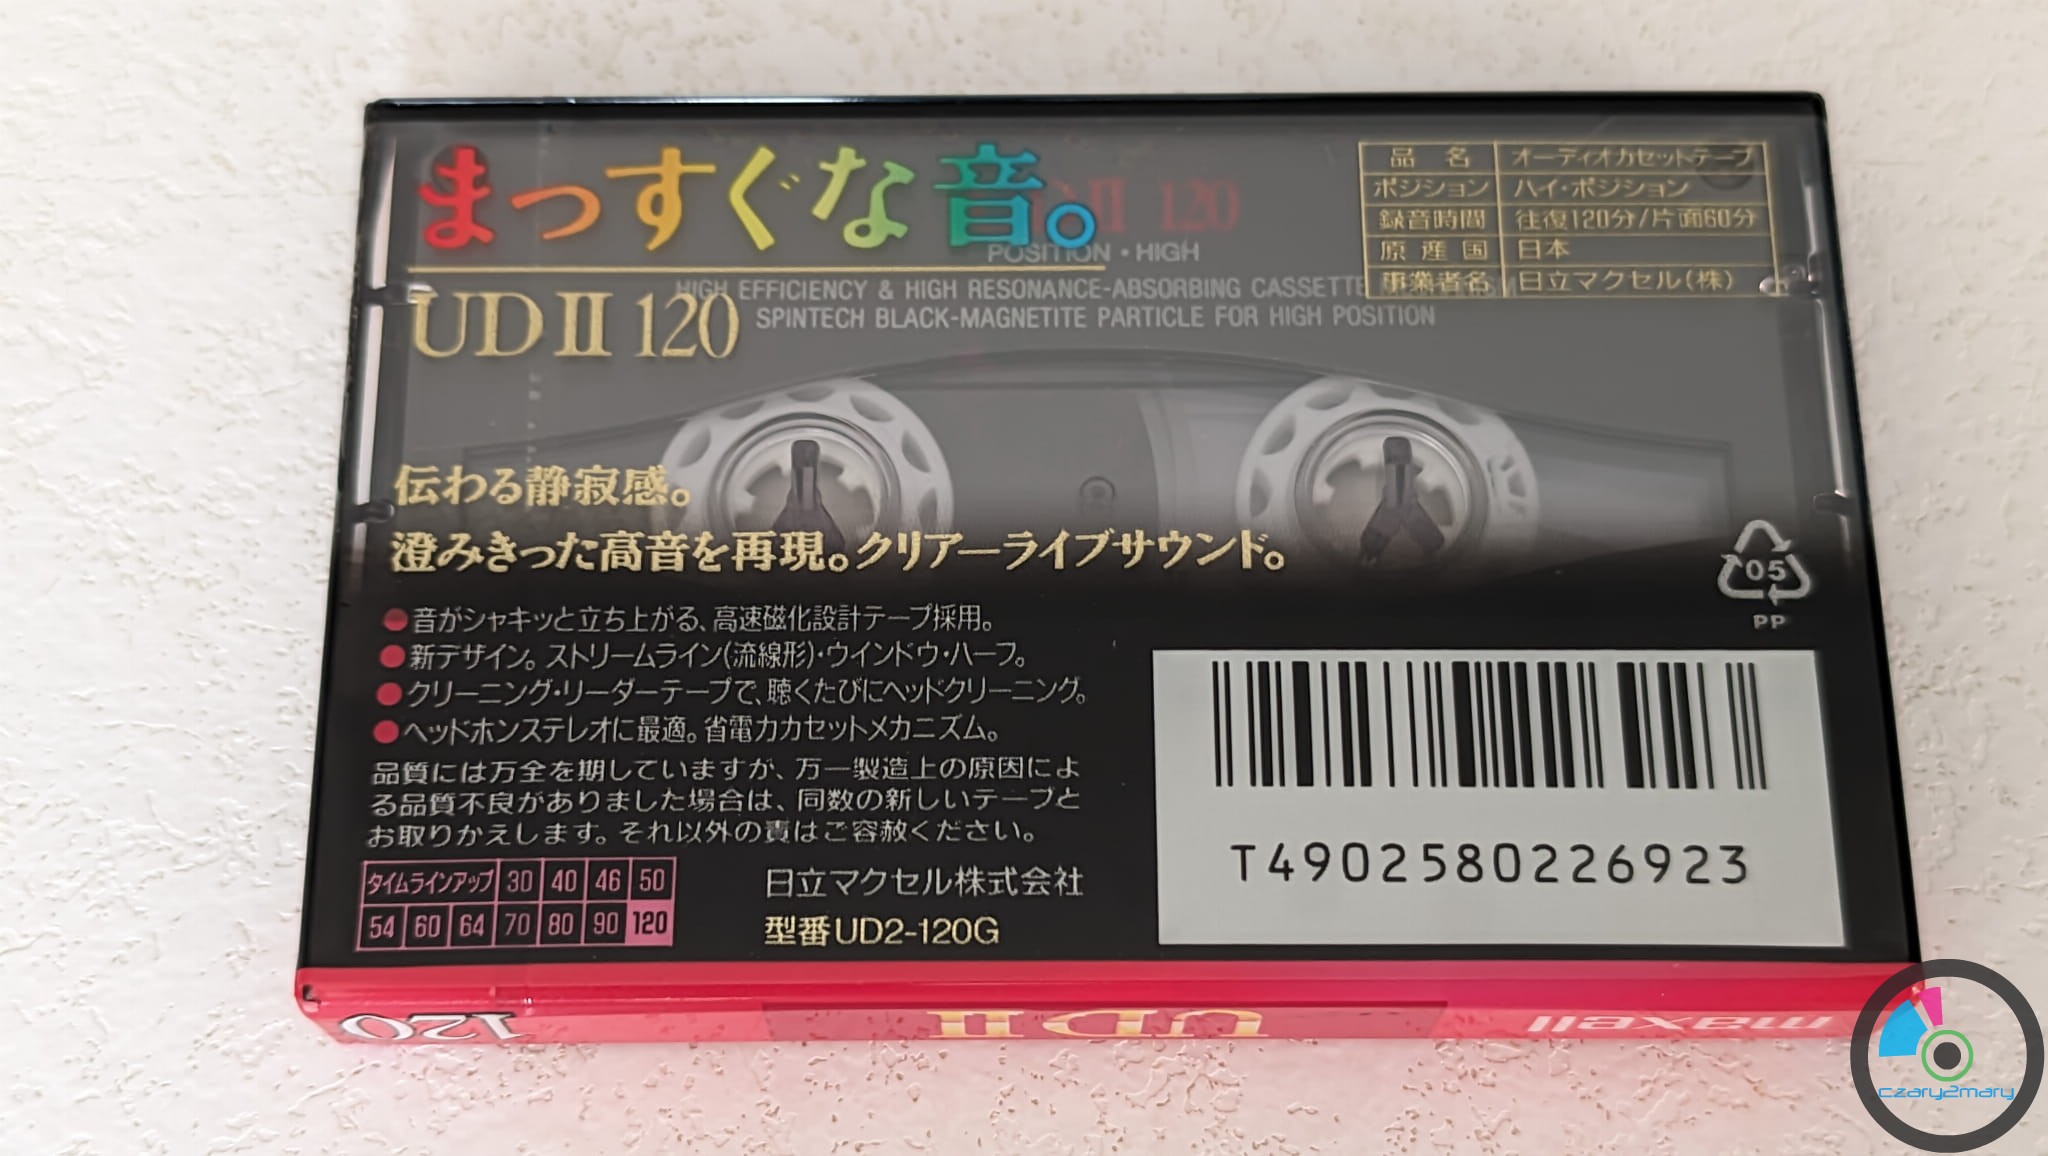 まっすぐな音。
II 120
POSITION・HIGH
HIGH EFFICIENCY & HIGH RESONANCE-ABSORBING CASSETTE
UD II 120
SPINTECH BLACK-MAGNETITE PARTICLE FOR HIGH POSITION
品名 オーディオカセットテープ
ポジション ハイ・ポジション
録音時間 往復120分/片面60分
原産国 日本
事業者名 日立マクセル(株)
伝わる静寂感。
澄みきった高音を再現。クリアーライブサウンド。
●音がシャキッと立ち上がる、高速磁化設計テープ採用。
●新デザイン。ストリームライン(流線形)・ウインドウ・ハーフ。
●クリーニング・リーダーテープで、聴くたびにヘッドクリーニング。
●ヘッドホンステレオに最適。省電力カセットメカニズム。
品質には万全を期していますが、万一製造上の原因によ
る品質不良がありました場合は、同数の新しいテープと
お取りかえします。それ以外の責はご容赦ください。
タイムラインアップ 30 40 46 50
54 60 64 70 80 90 120
日立マクセル株式会社
型番UD2-120G
05
PP
T4902580226923
120 UD II maxell
czary2mary